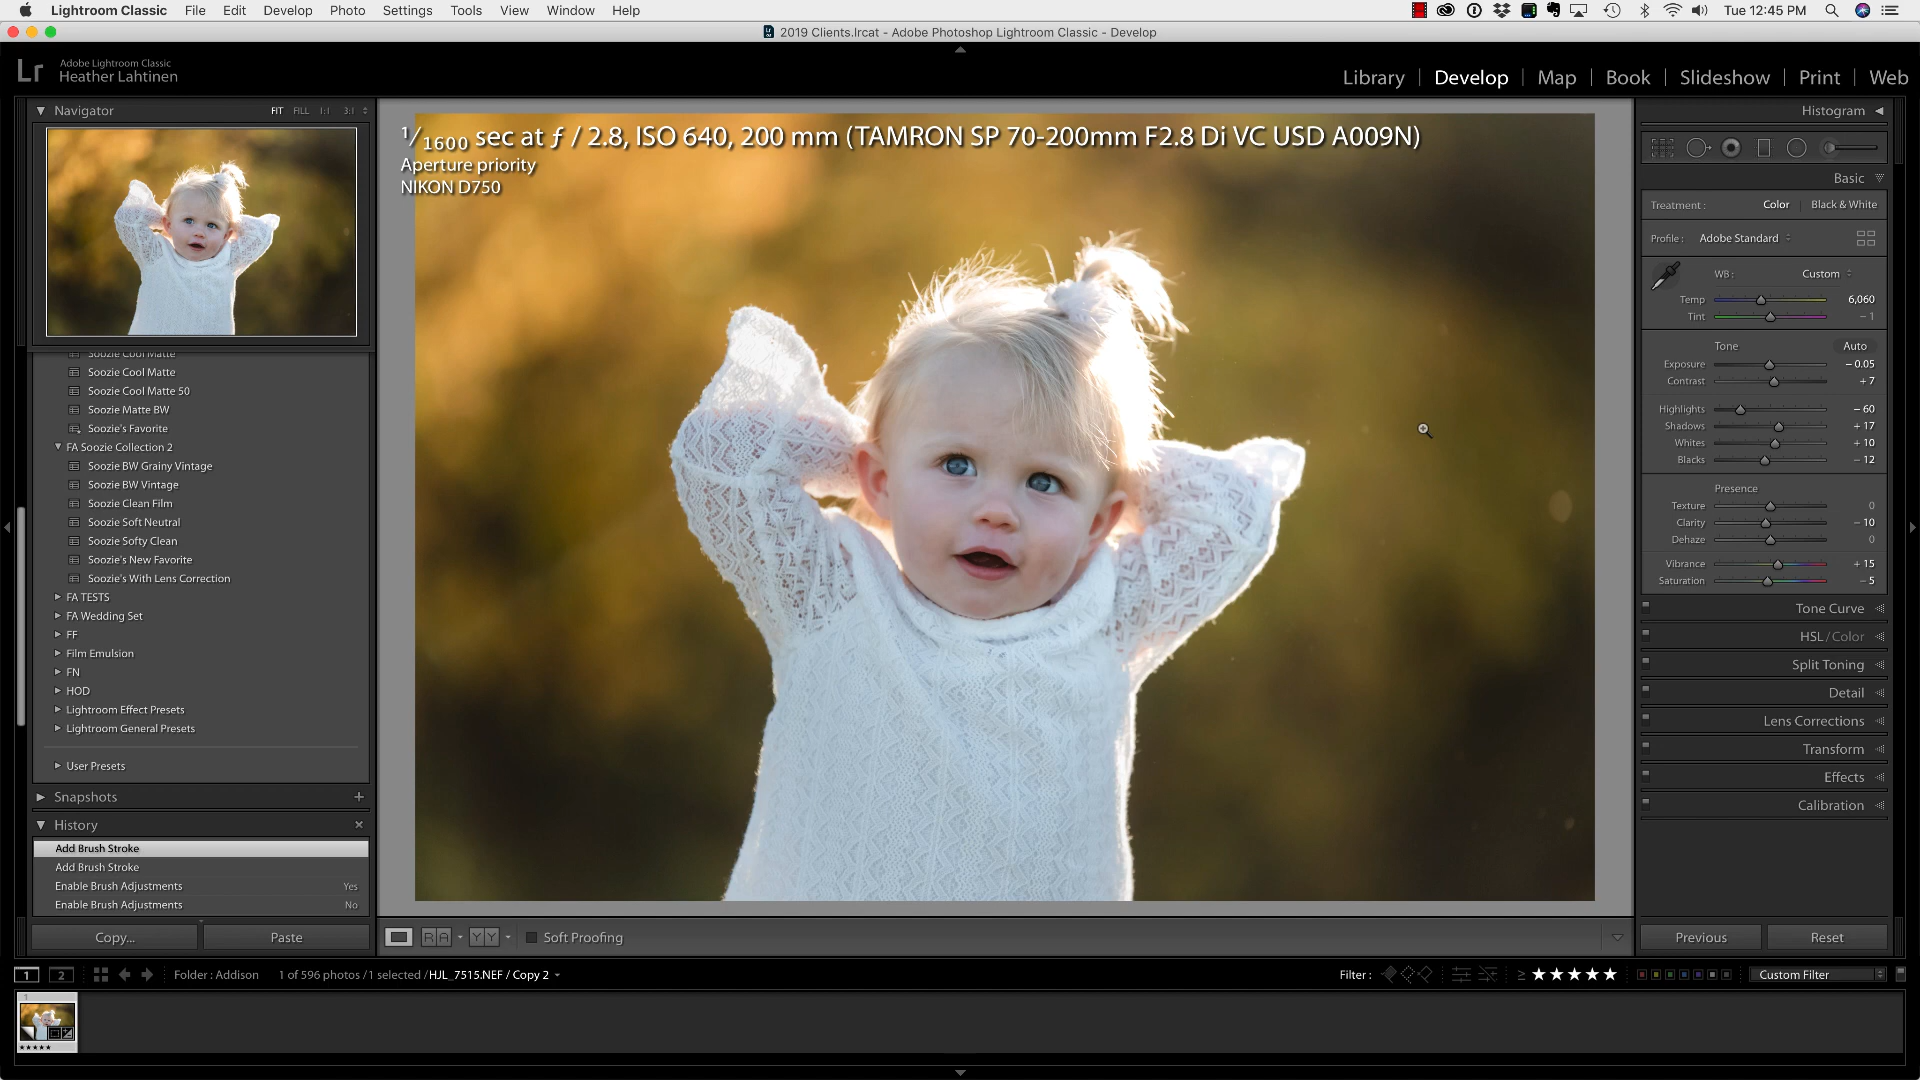 Lightroom Classic File Edit Develop Photo Settings Tools View Window Help Tue 12:45 PM
2019 Clients.lrcat - Adobe Photoshop Lightroom Classic - Develop
Lr
Adobe Lightroom Classic
Heather Lahtinen
Library | Develop | Map | Book | Slideshow | Print | Web
Navigator FIT FILL 1:1 3:1
Soozie Cool Matte
Soozie Cool Matte
Soozie Cool Matte 50
Soozie Matte BW
Soozie's Favorite
FA Soozie Collection 2
Soozie BW Grainy Vintage
Soozie BW Vintage
Soozie Clean Film
Soozie Soft Neutral
Soozie Softy Clean
Soozie's New Favorite
Soozie's With Lens Correction
FA TESTS
FA Wedding Set
FF
Film Emulsion
FN
HOD
Lightroom Effect Presets
Lightroom General Presets
User Presets
Snapshots +
History ×
Add Brush Stroke
Add Brush Stroke
Enable Brush Adjustments Yes
Enable Brush Adjustments No
Copy... Paste
1/1600 sec at ƒ / 2.8, ISO 640, 200 mm (TAMRON SP 70-200mm F2.8 Di VC USD A009N)
Aperture priority
NIKON D750
Histogram
Basic
Treatment : Color | Black & White
Profile : Adobe Standard
WB : Custom
Temp 6,060
Tint – 1
Tone Auto
Exposure – 0.05
Contrast + 7
Highlights – 60
Shadows + 17
Whites + 10
Blacks – 12
Presence
Texture 0
Clarity – 10
Dehaze 0
Vibrance + 15
Saturation – 5
Tone Curve
HSL / Color
Split Toning
Detail
Lens Corrections
Transform
Effects
Calibration
Previous Reset
R A Y Y Soft Proofing
1 2 Folder : Addison 1 of 596 photos / 1 selected / HJL_7515.NEF / Copy 2 Filter : ≥ ★★★★★ Custom Filter
1
★★★★★